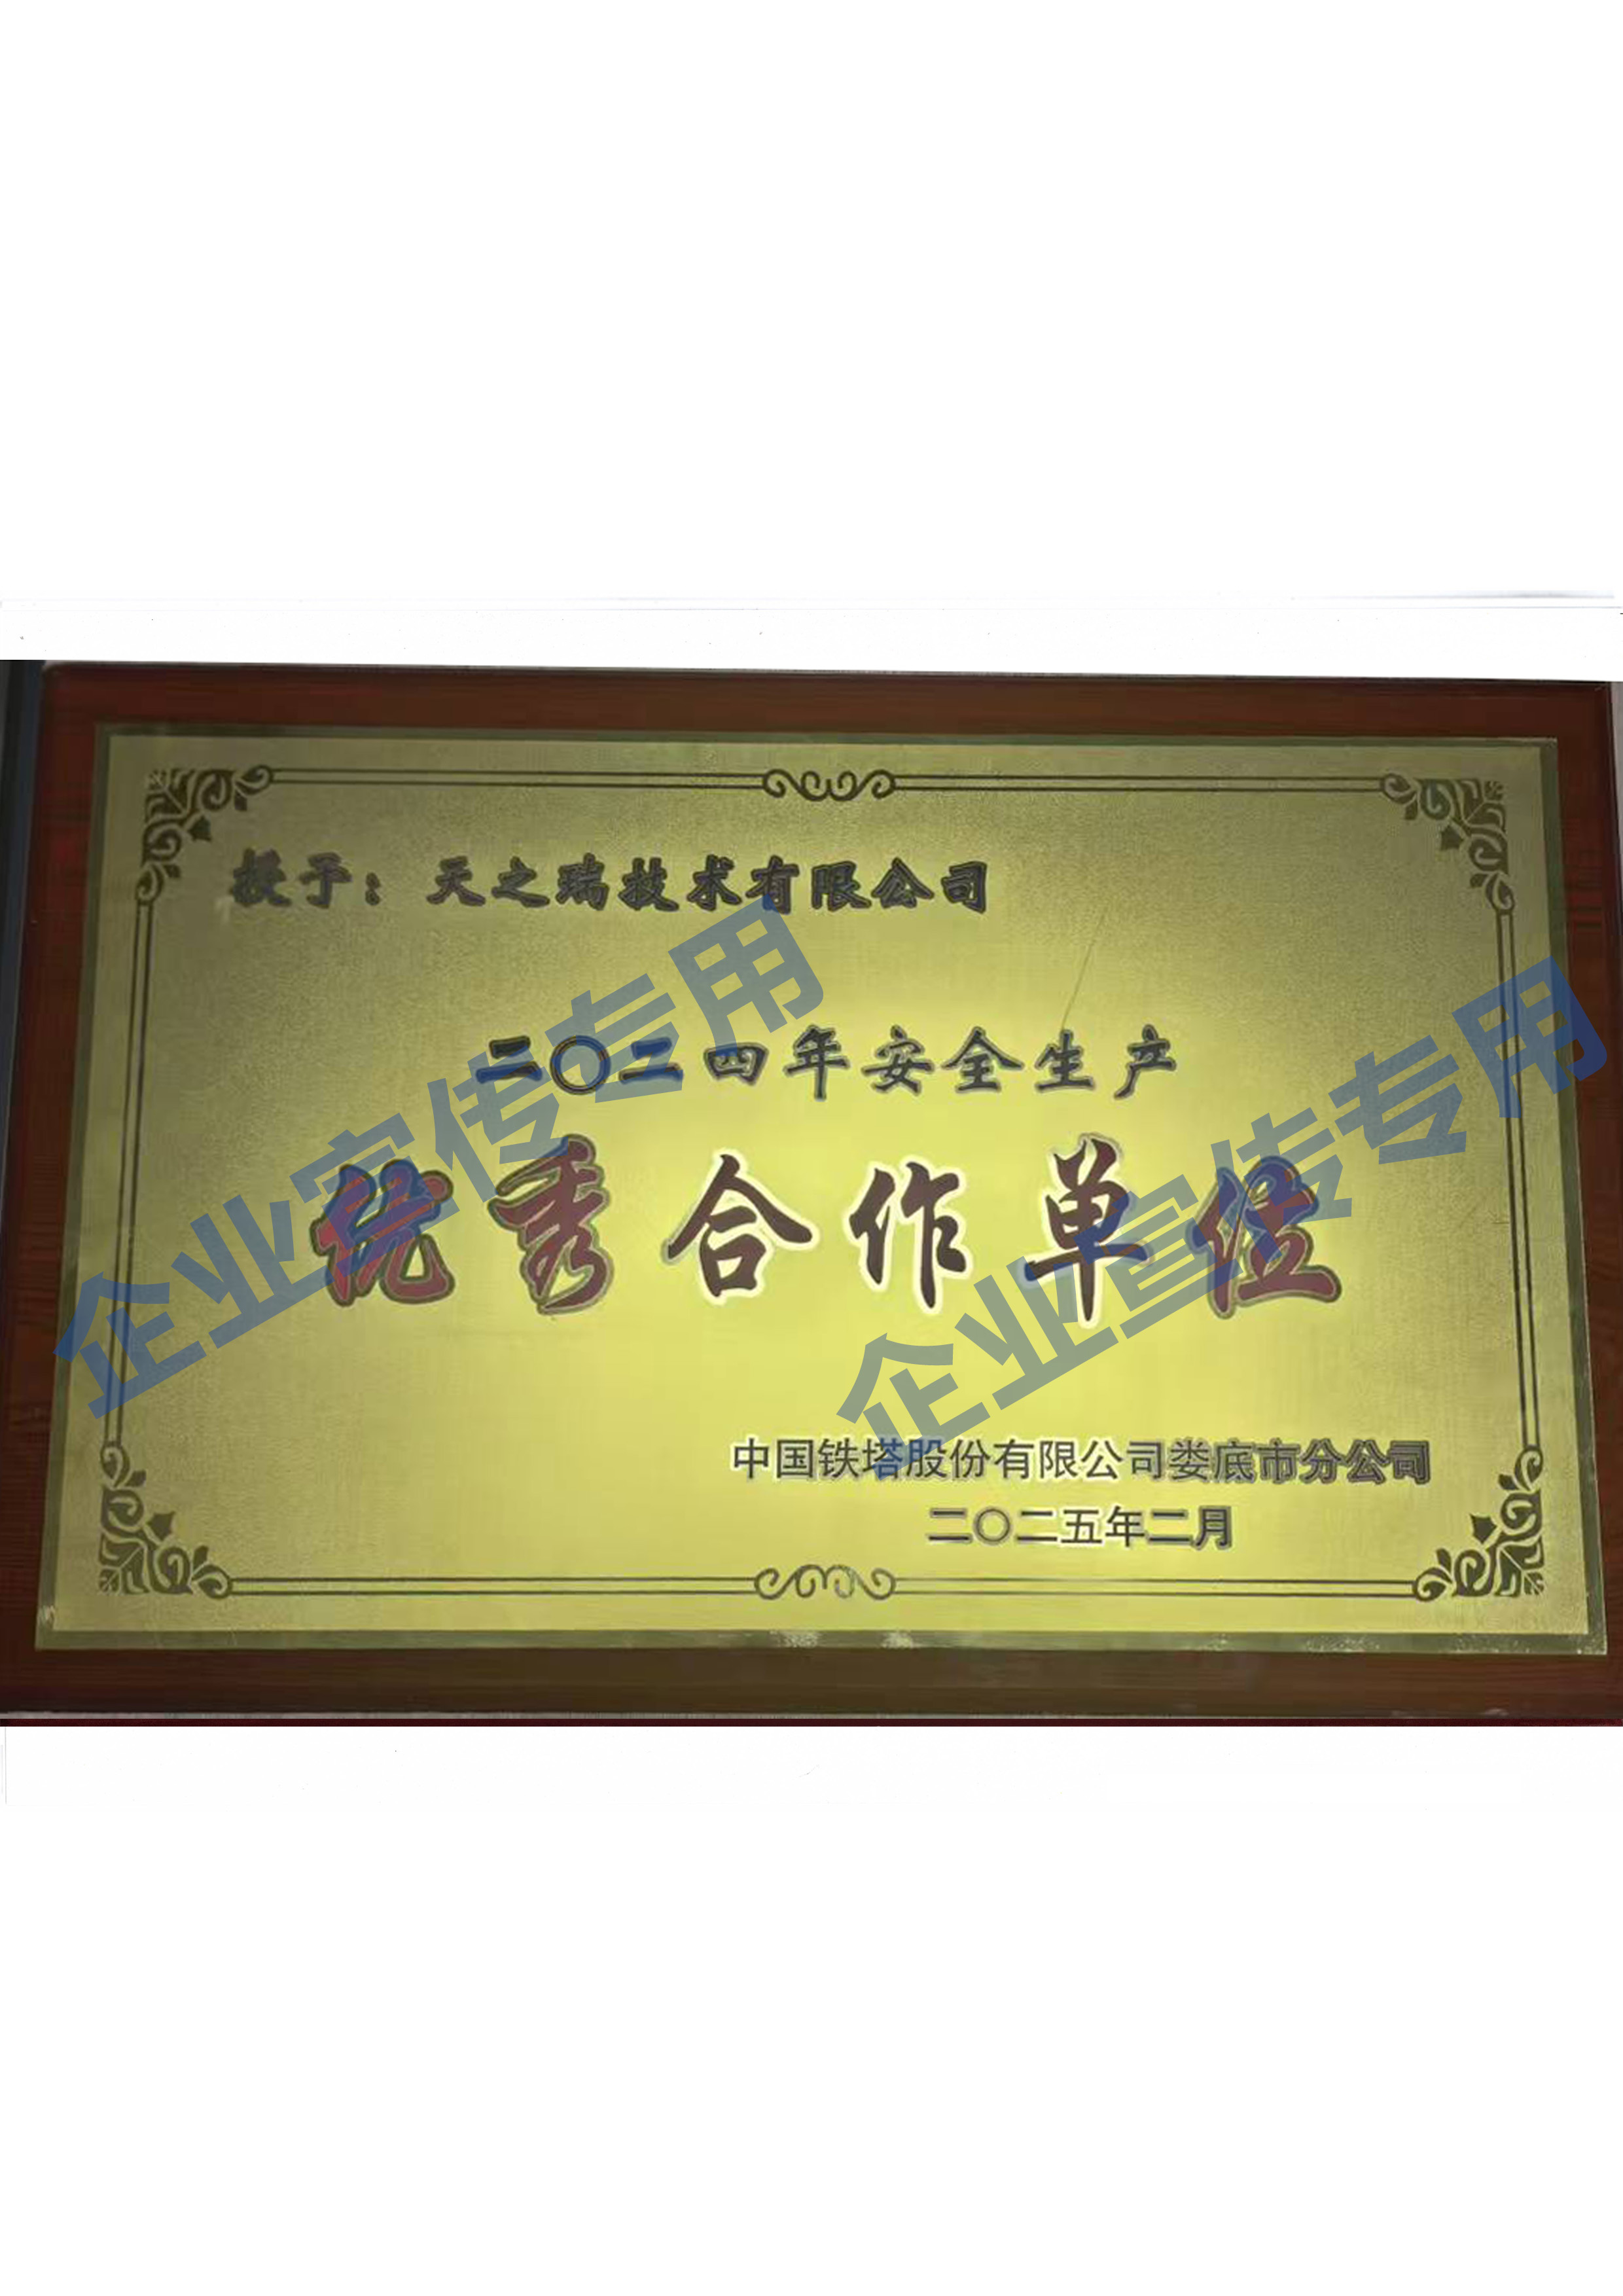 授予：天之瑞技术有限公司
二〇二四年安全生产
优秀合作单位
中国铁塔股份有限公司娄底市分公司
二〇二五年二月
企业宣传专用
企业宣传专用